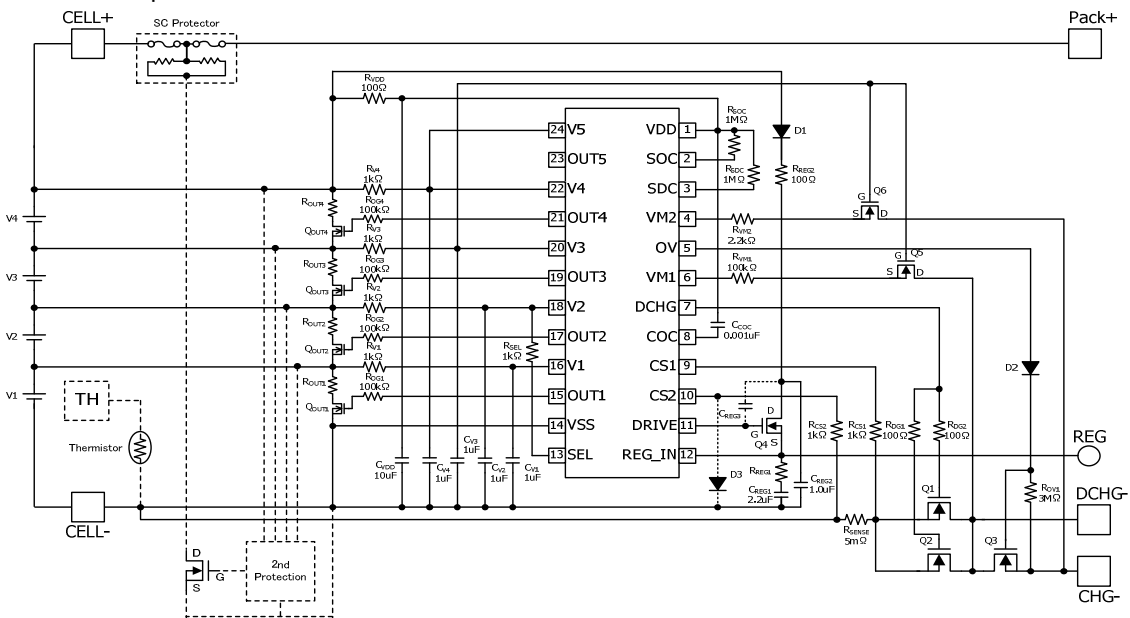 CELL+
SC Protector
Pack+
RVDD
100Ω
RSOC
1MΩ
D1
24 V5
VDD 1
23 OUT5
SOC 2
RSDC
1MΩ
RREG2
100Ω
RV4
1kΩ
22 V4
SDC 3
Q6
G
S
D
V4
ROUT4
ROG4
100kΩ
21 OUT4
VM2 4
RVM2
2.2kΩ
QOUT4
RV3
1kΩ
20 V3
OV 5
Q5
G
S
D
V3
ROUT3
ROG3
100kΩ
19 OUT3
VM1 6
RVM1
100kΩ
QOUT3
RV2
1kΩ
18 V2
DCHG 7
V2
ROUT2
ROG2
100kΩ
17 OUT2
COC 8
CCOC
0.001uF
RSEL
1kΩ
QOUT2
RV1
1kΩ
16 V1
CS1 9
D2
V1
TH
ROUT1
ROG1
100kΩ
15 OUT1
CS2 10
QOUT1
CREG3
D
14 VSS
DRIVE 11
G
Q4
S
RCS2
1kΩ
RCS1
1kΩ
RDG1
100Ω
RDG2
100Ω
REG
Thermistor
13 SEL
REG_IN 12
CVDD
10uF
CV4
1uF
CV3
1uF
CV2
1uF
CV1
1uF
D3
RREG1
CREG1
2.2uF
CREG2
1.0uF
Q1
ROV1
3MΩ
DCHG-
CELL-
RSENSE
5mΩ
Q2
Q3
D
G
S
2nd
Protection
CHG-